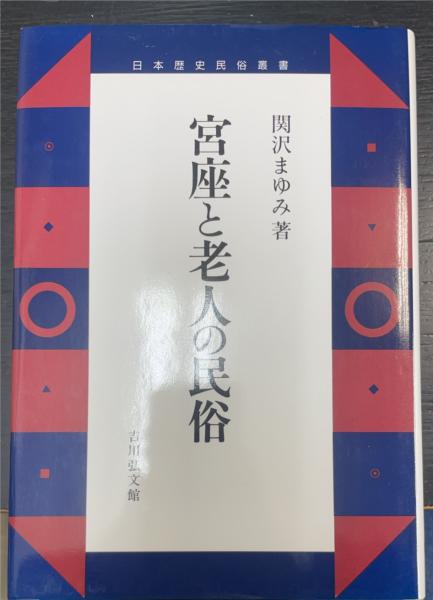 日本歴史民俗叢書
関沢まゆみ著
宮座と老人の民俗
吉川弘文館